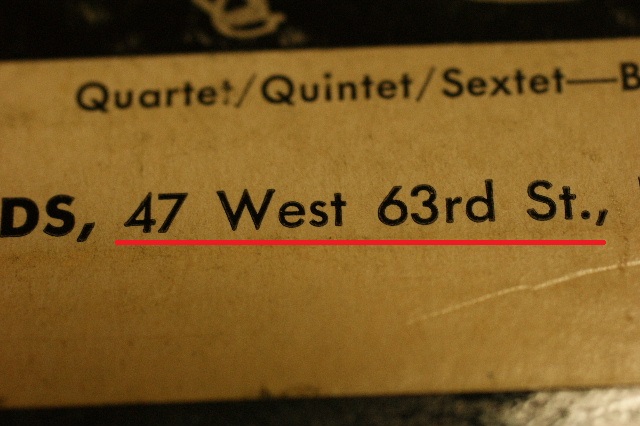 Quartet/Quintet/Sextet—B
DS, 47 West 63rd St.,